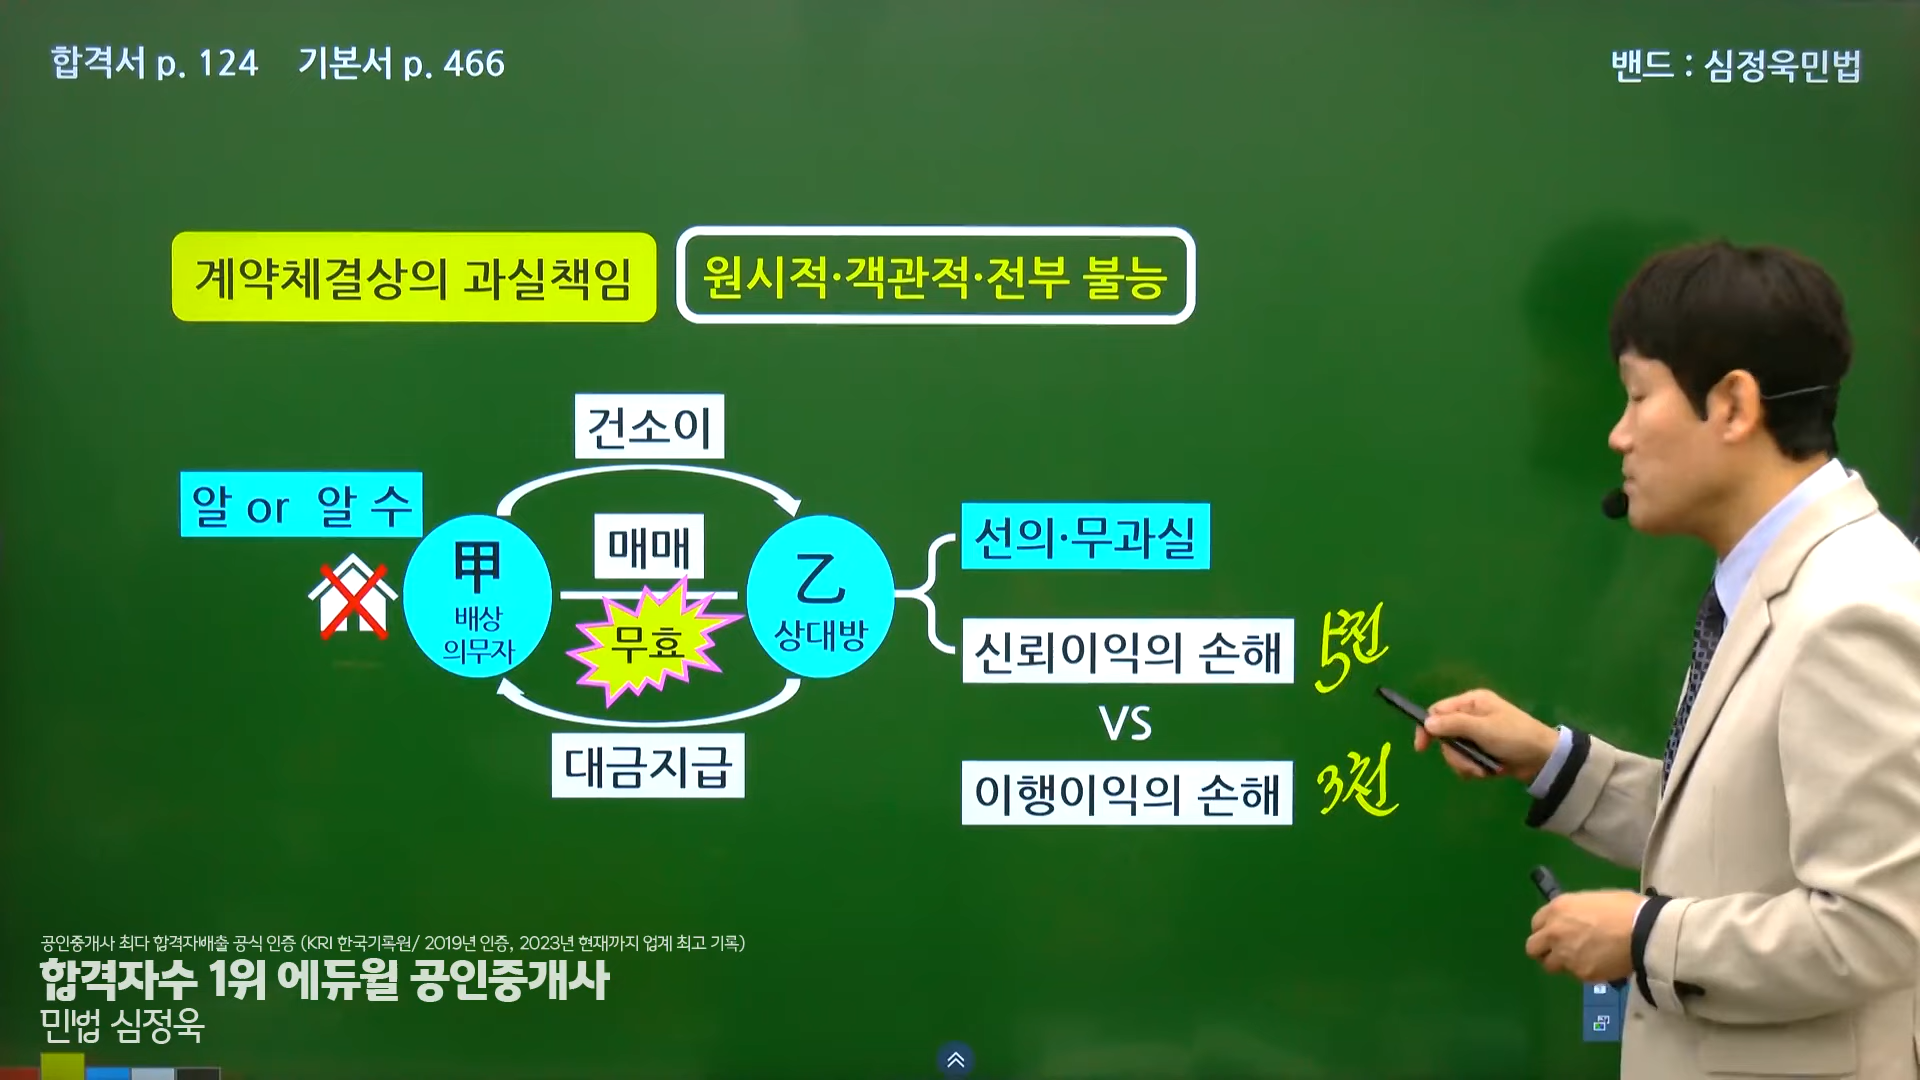 합격서 p. 124 기본서 p. 466
밴드 : 심정욱민법
계약체결상의 과실책임
원시적·객관적·전부 불능
건소이
알 or 알 수
매매
甲
배상
의무자
무효
乙
상대방
대금지급
선의·무과실
신뢰이익의 손해 5천
VS
이행이익의 손해 3천
공인중개사 최다 합격자배출 공식 인증 (KRI 한국기록원/ 2019년 인증, 2023년 현재까지 업계 최고 기록)
합격자수 1위 에듀윌 공인중개사
민법 심정욱